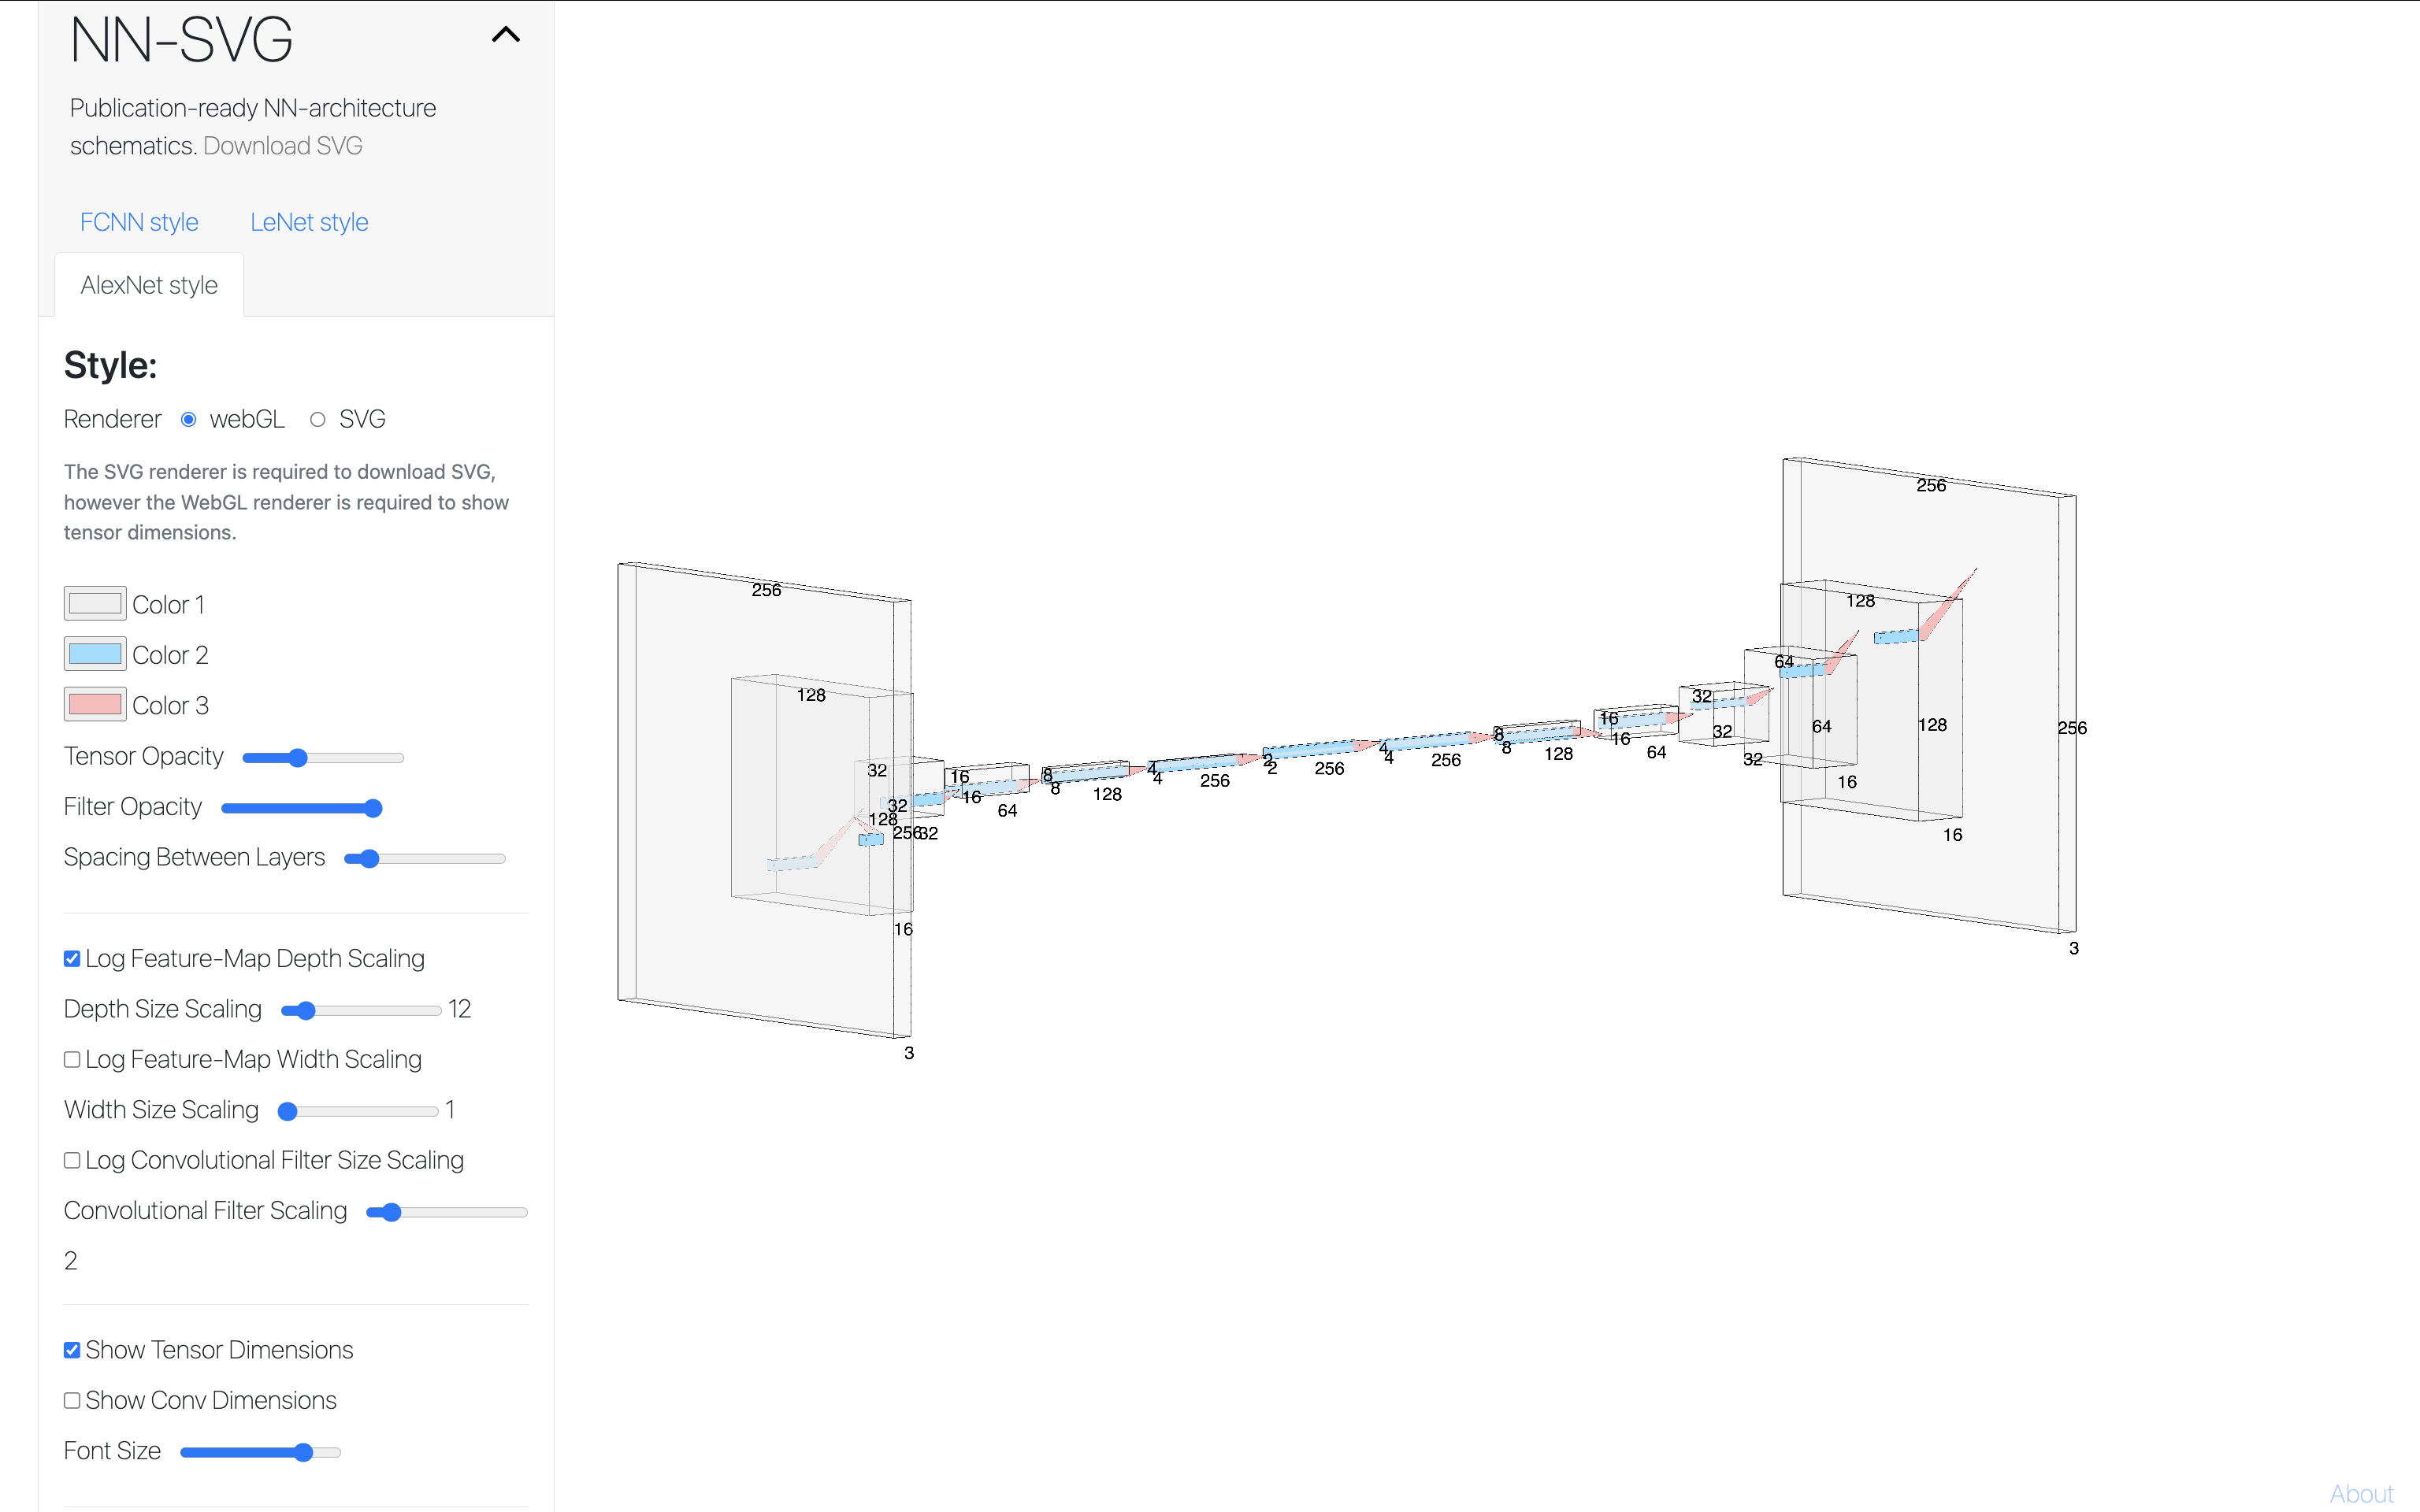 NN-SVG
Publication-ready NN-architecture
schematics. Download SVG
FCNN style
LeNet style
AlexNet style
Style:
Renderer webGL SVG
The SVG renderer is required to download SVG,
however the WebGL renderer is required to show
tensor dimensions.
Color 1
Color 2
Color 3
Tensor Opacity
Filter Opacity
Spacing Between Layers
Log Feature-Map Depth Scaling
Depth Size Scaling 12
Log Feature-Map Width Scaling
Width Size Scaling 1
Log Convolutional Filter Size Scaling
Convolutional Filter Scaling
2
Show Tensor Dimensions
Show Conv Dimensions
Font Size
256
256
3
128
128
16
32
32
32
16
16
64
8
8
128
4
4
256
2
2
256
4
4
256
8
8
128
16
16
64
32
32
32
64
64
16
128
128
16
256
256
3
About